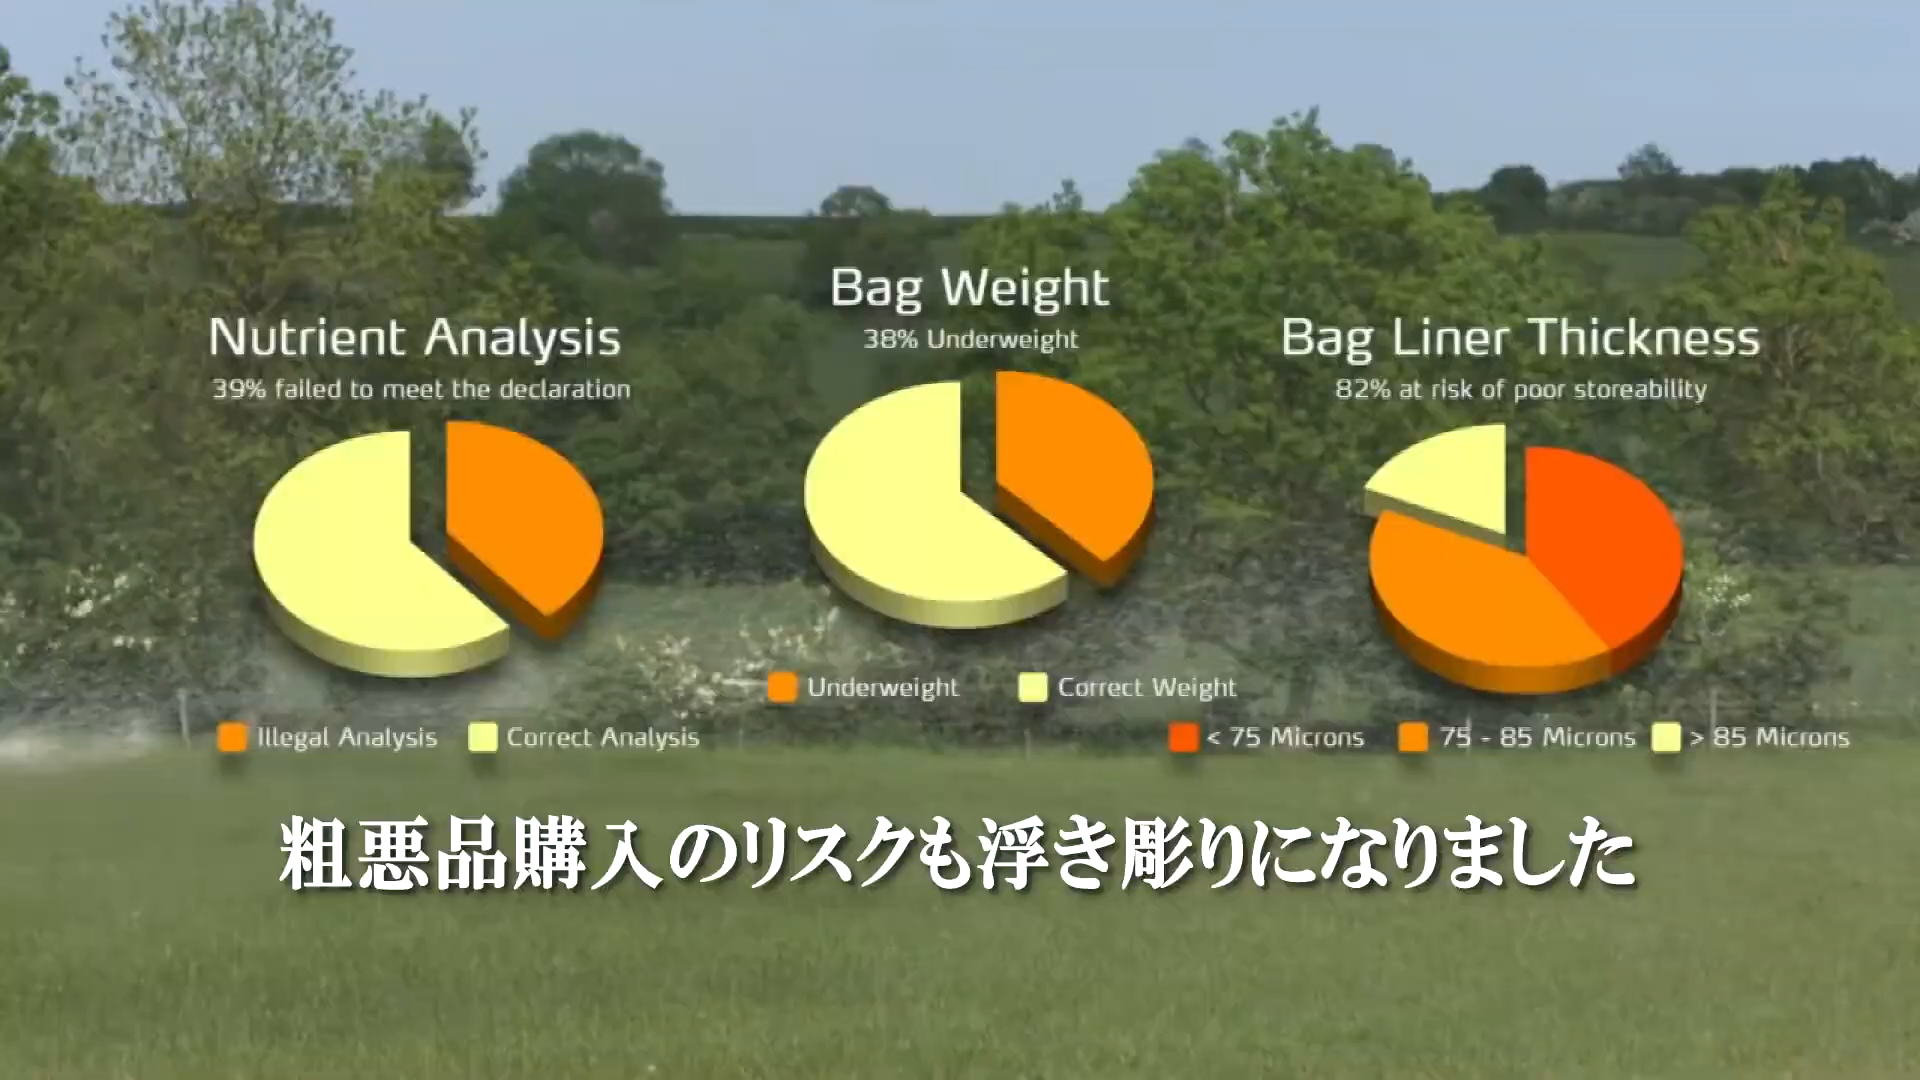 Nutrient Analysis
39% failed to meet the declaration
Illegal Analysis
Correct Analysis
Bag Weight
38% Underweight
Underweight
Correct Weight
Bag Liner Thickness
82% at risk of poor storeability
< 75 Microns
75 - 85 Microns
> 85 Microns
粗悪品購入のリスクも浮き彫りになりました